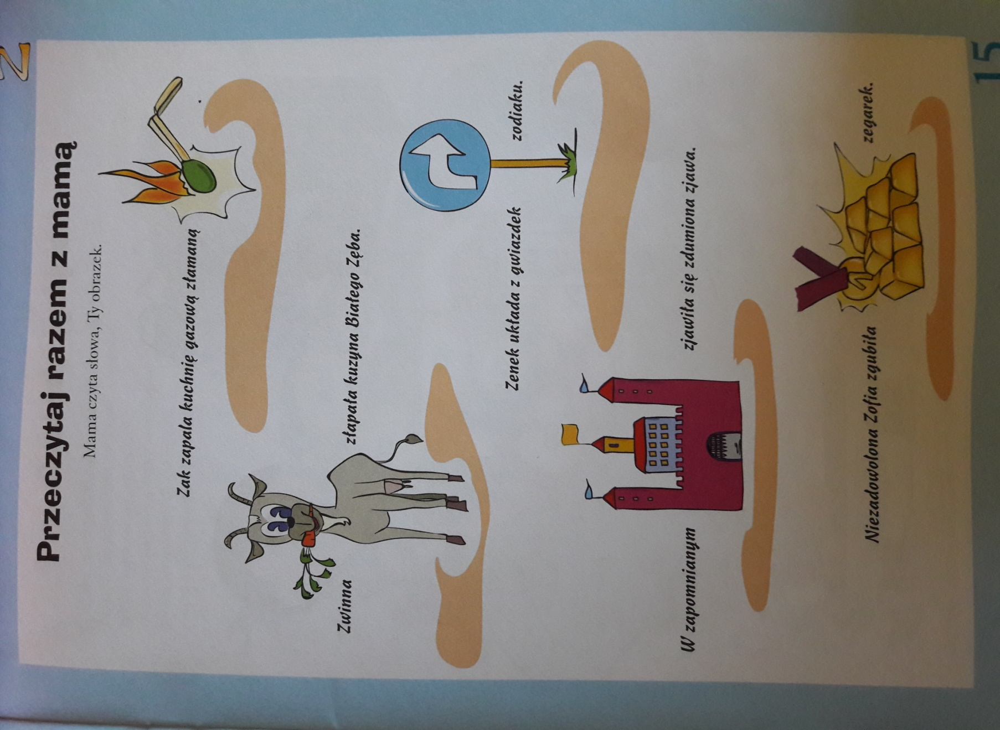 Z
Przeczytaj razem z mamą
Mama czyta słowa, Ty obrazek.
Zak zapala kuchnię gazową złamaną .
Zwinna złapała kuzyna Białego Zęba.
Zenek układa z gwiazdek zodiaku.
W zapomnianym zjawiła się zdumiona zjawa.
Niezadowolona Zofia zgubiła zegarek.
15